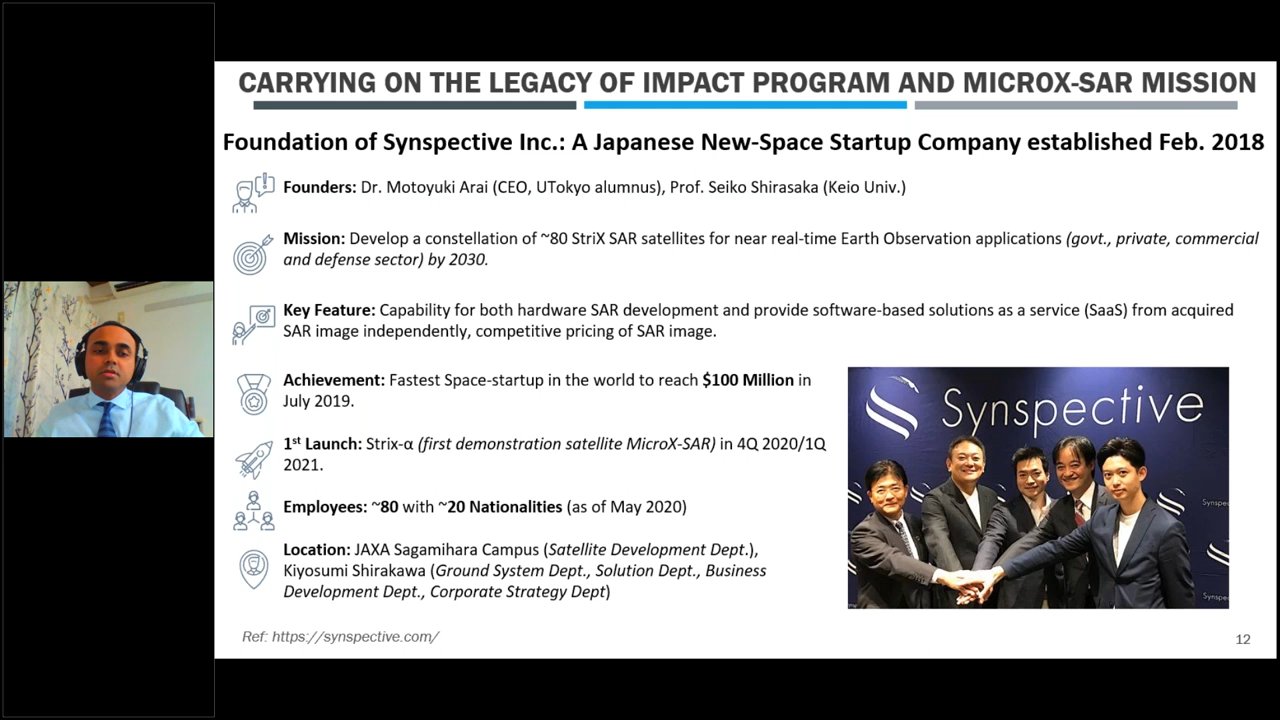 CARRYING ON THE LEGACY OF IMPACT PROGRAM AND MICROX-SAR MISSION
Foundation of Synspective Inc.: A Japanese New-Space Startup Company established Feb. 2018
Founders: Dr. Motoyuki Arai (CEO, UTokyo alumnus), Prof. Seiko Shirasaka (Keio Univ.)
Mission: Develop a constellation of ~80 StriX SAR satellites for near real-time Earth Observation applications (govt., private, commercial
and defense sector) by 2030.
Key Feature: Capability for both hardware SAR development and provide software-based solutions as a service (SaaS) from acquired
SAR image independently, competitive pricing of SAR image.
Achievement: Fastest Space-startup in the world to reach $100 Million in
July 2019.
1st Launch: Strix-α (first demonstration satellite MicroX-SAR) in 4Q 2020/1Q
2021.
Employees: ~80 with ~20 Nationalities (as of May 2020)
Location: JAXA Sagamihara Campus (Satellite Development Dept.),
Kiyosumi Shirakawa (Ground System Dept., Solution Dept., Business
Development Dept., Corporate Strategy Dept)
Synspective
Synspec
Synspec
Ref: https://synspective.com/
12